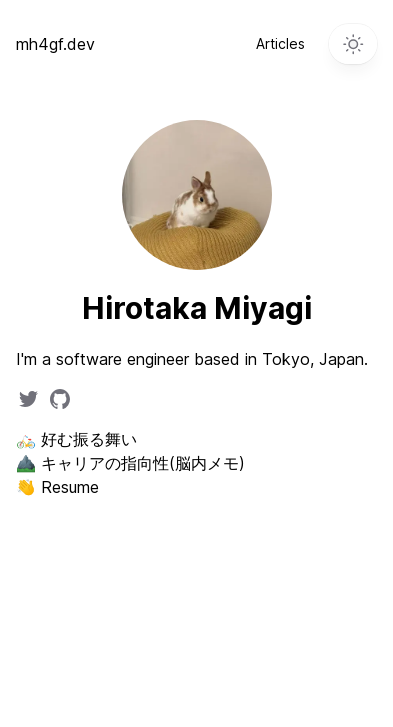 mh4gf.dev
Articles
Hirotaka Miyagi
I'm a software engineer based in Tokyo, Japan.
🚲 好む振る舞い
⛰️ キャリアの指向性(脳内メモ)
👋 Resume